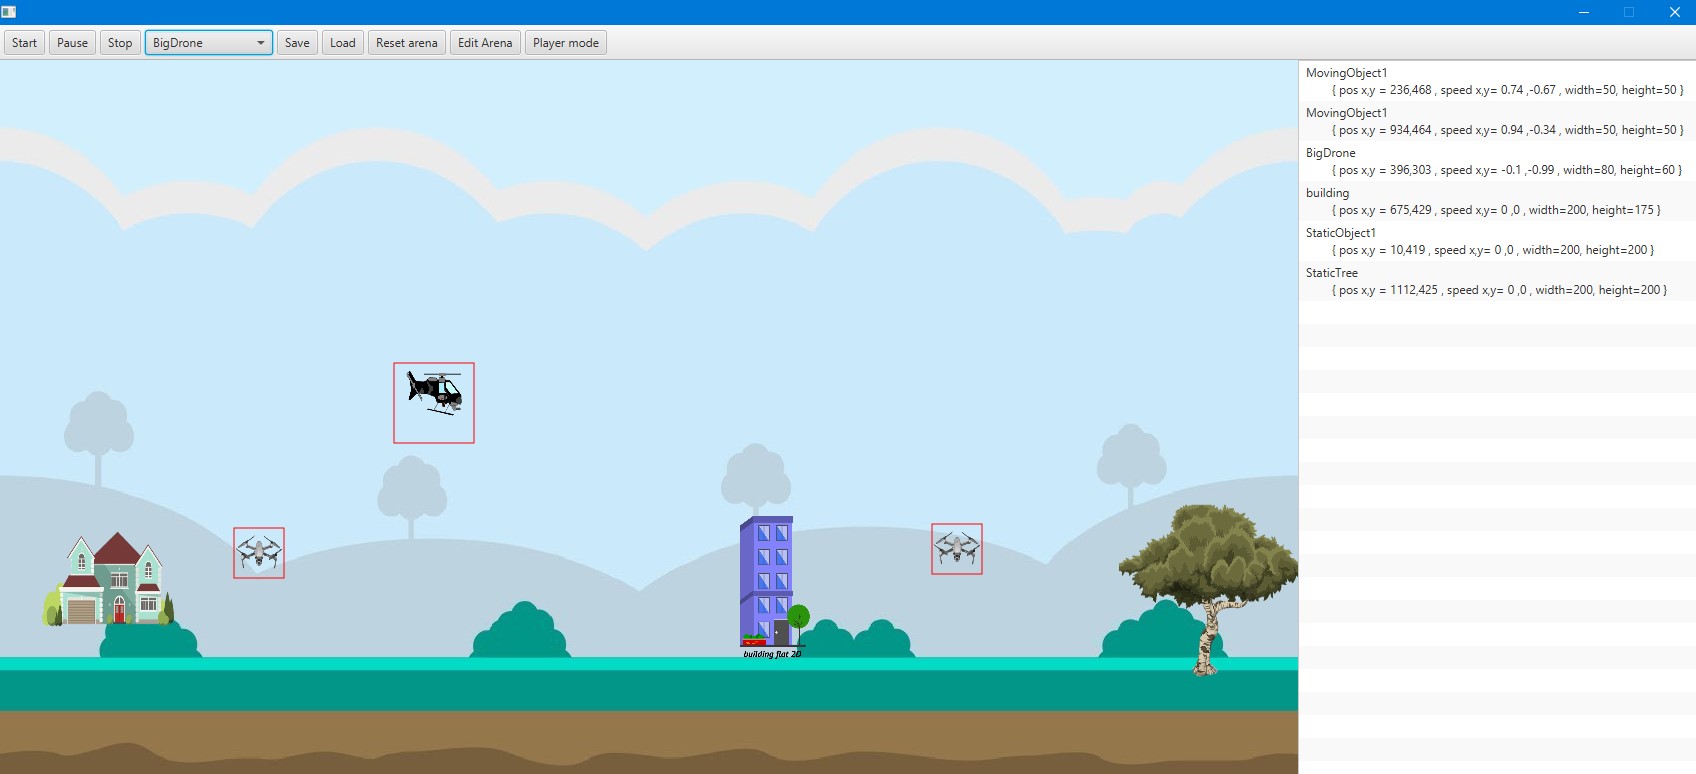 Start Pause Stop BigDrone Save Load Reset arena Edit Arena Player mode
MovingObject1
{ pos x,y = 236,468 , speed x,y= 0.74 ,-0.67 , width=50, height=50 }
MovingObject1
{ pos x,y = 934,464 , speed x,y= 0.94 ,-0.34 , width=50, height=50 }
BigDrone
{ pos x,y = 396,303 , speed x,y= -0.1 ,-0.99 , width=80, height=60 }
building
{ pos x,y = 675,429 , speed x,y= 0 ,0 , width=200, height=175 }
StaticObject1
{ pos x,y = 10,419 , speed x,y= 0 ,0 , width=200, height=200 }
StaticTree
{ pos x,y = 1112,425 , speed x,y= 0 ,0 , width=200, height=200 }
building flat 2D